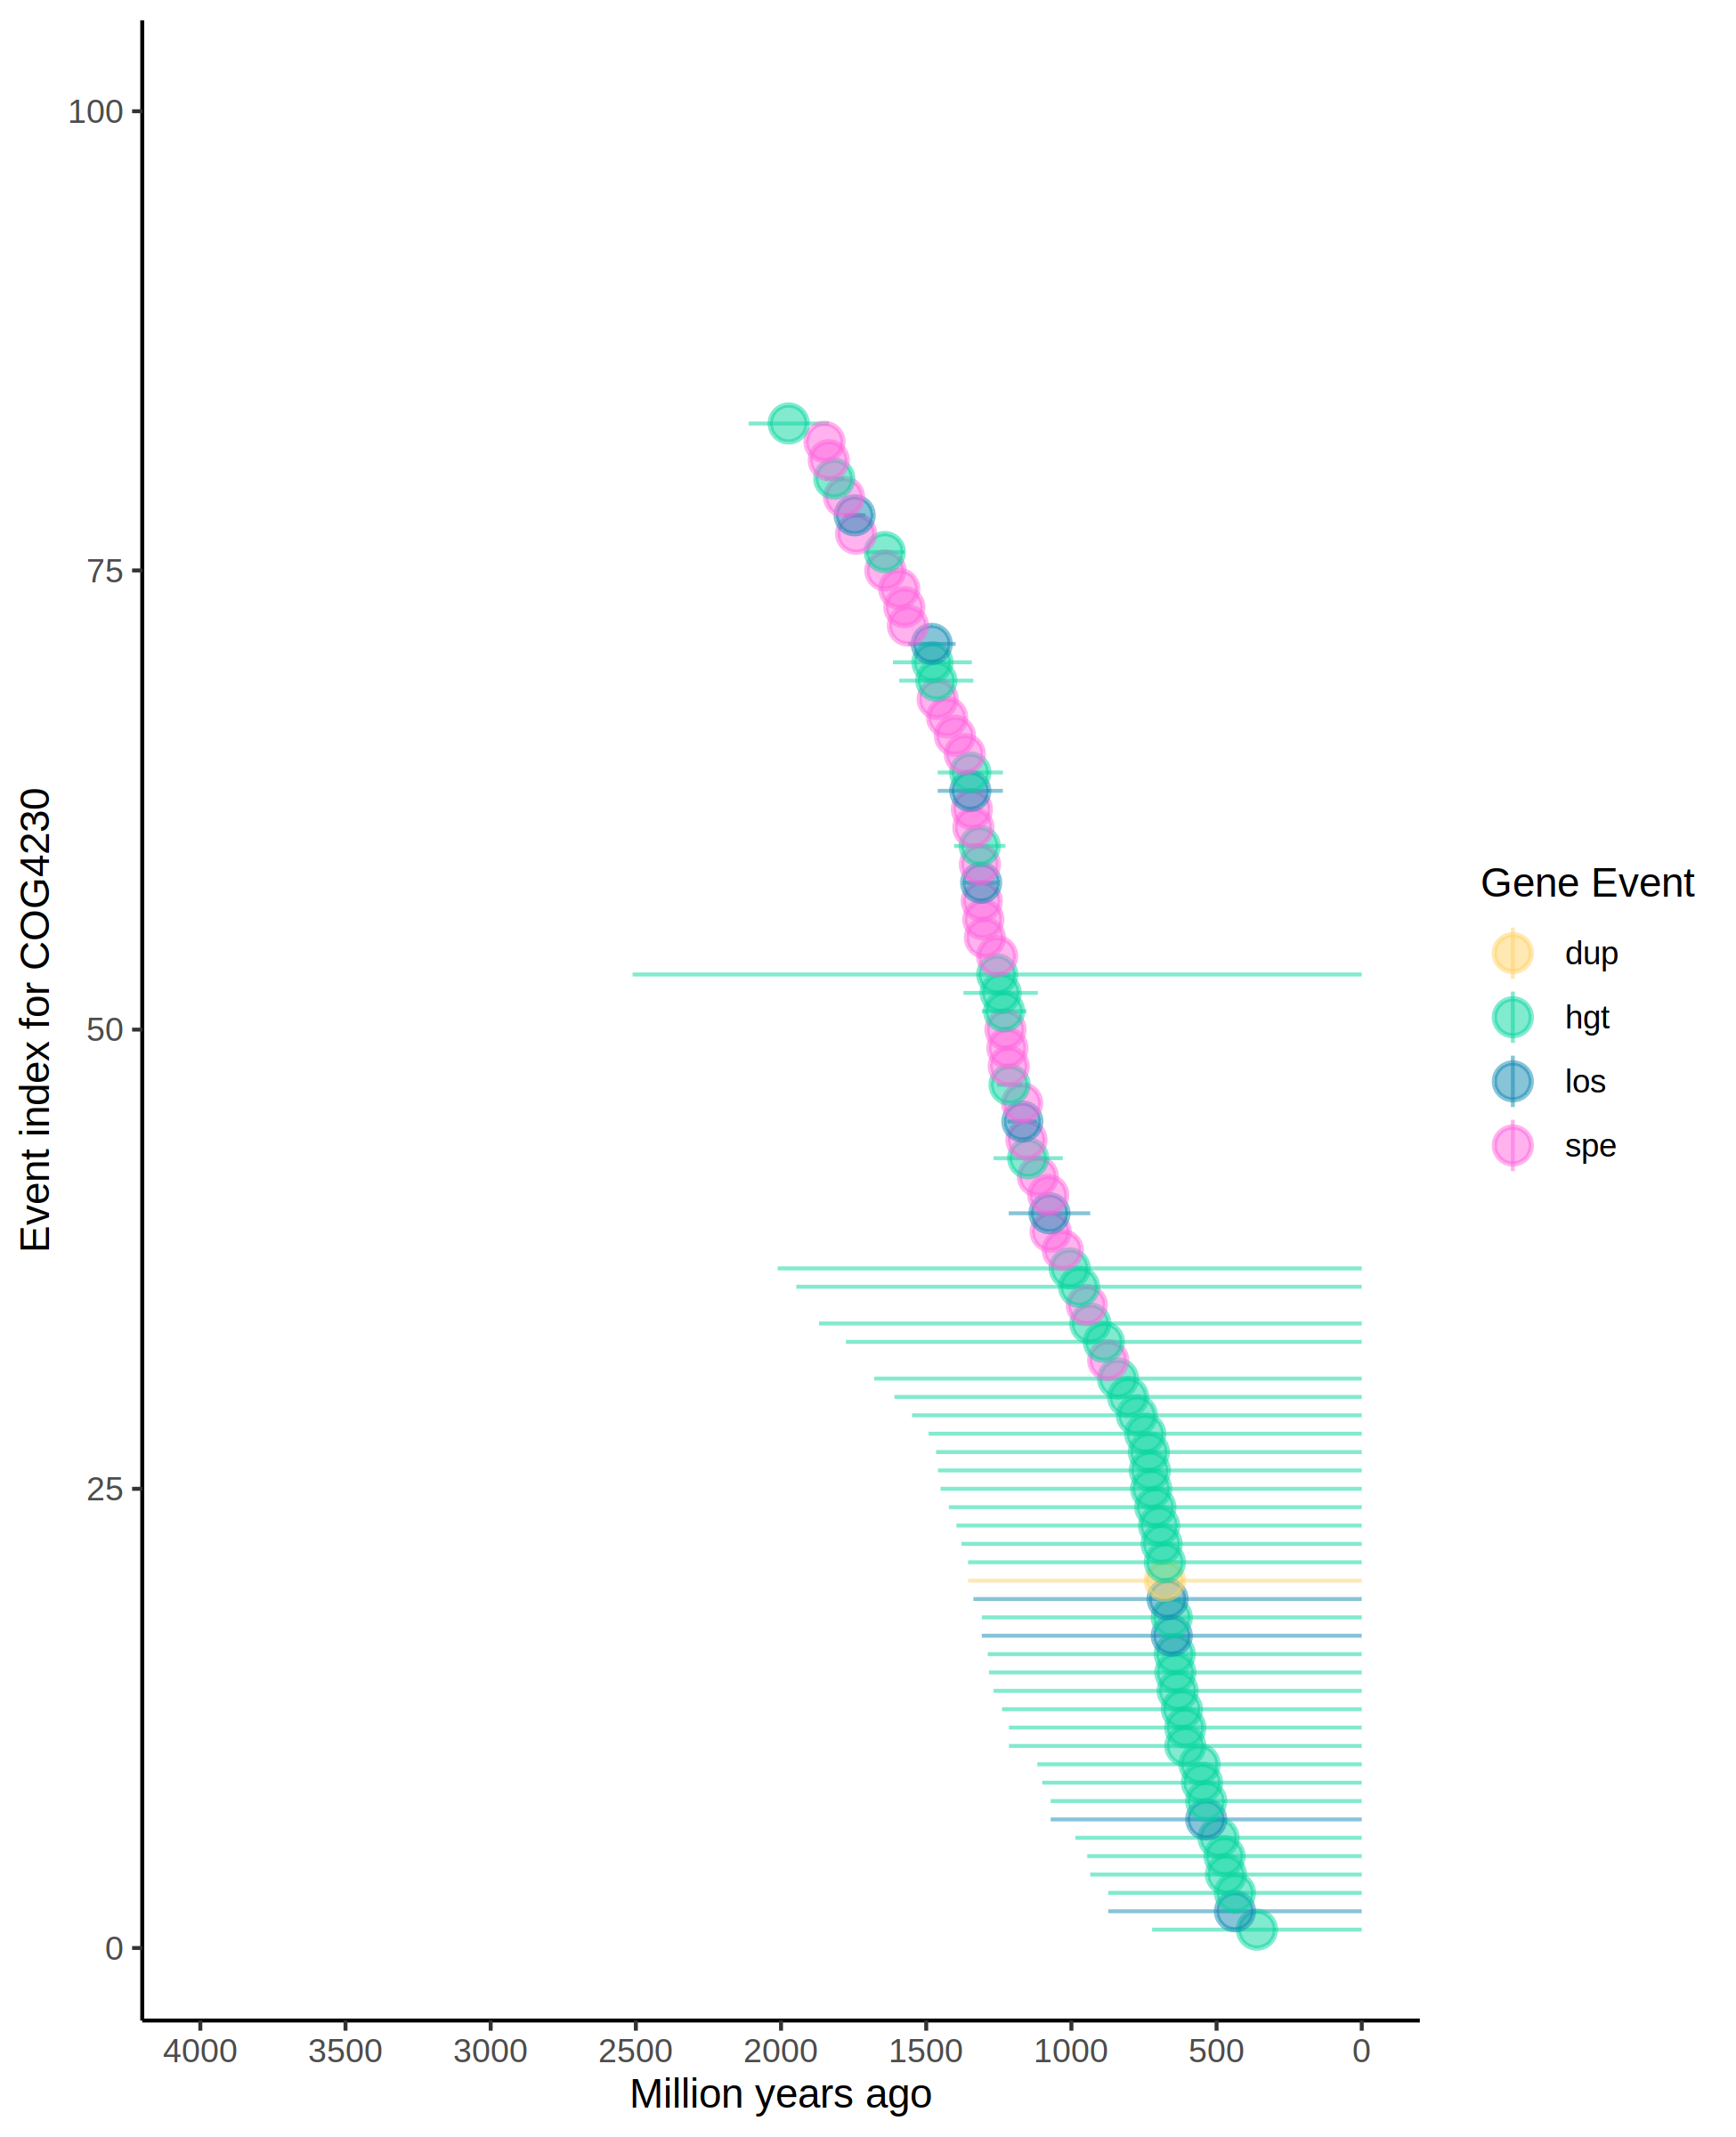 Event index for COG4230
100
75
50
25
0
4000 3500 3000 2500 2000 1500 1000 500 0
Million years ago
Gene Event
dup
hgt
los
spe